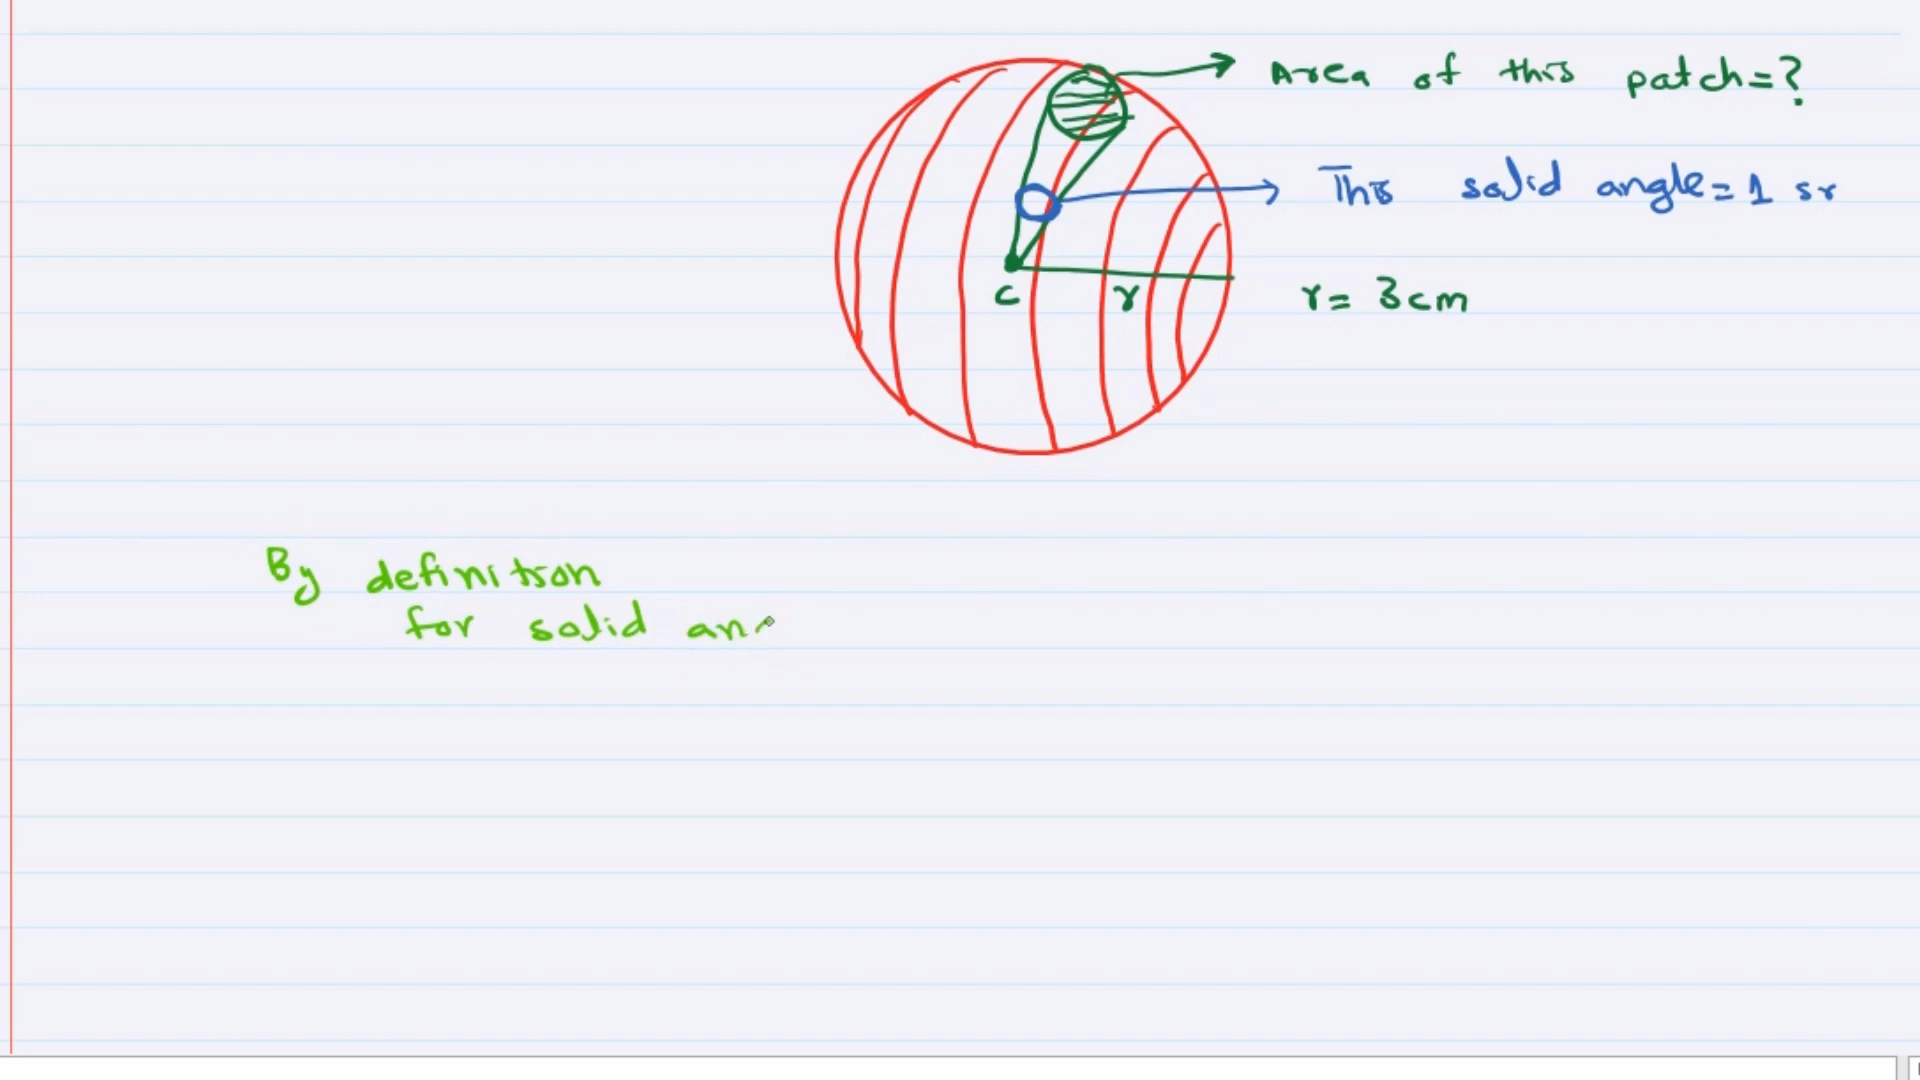 Area of this patch=?
This solid angle=1 sr
c r r= 3cm
By definition
for solid an